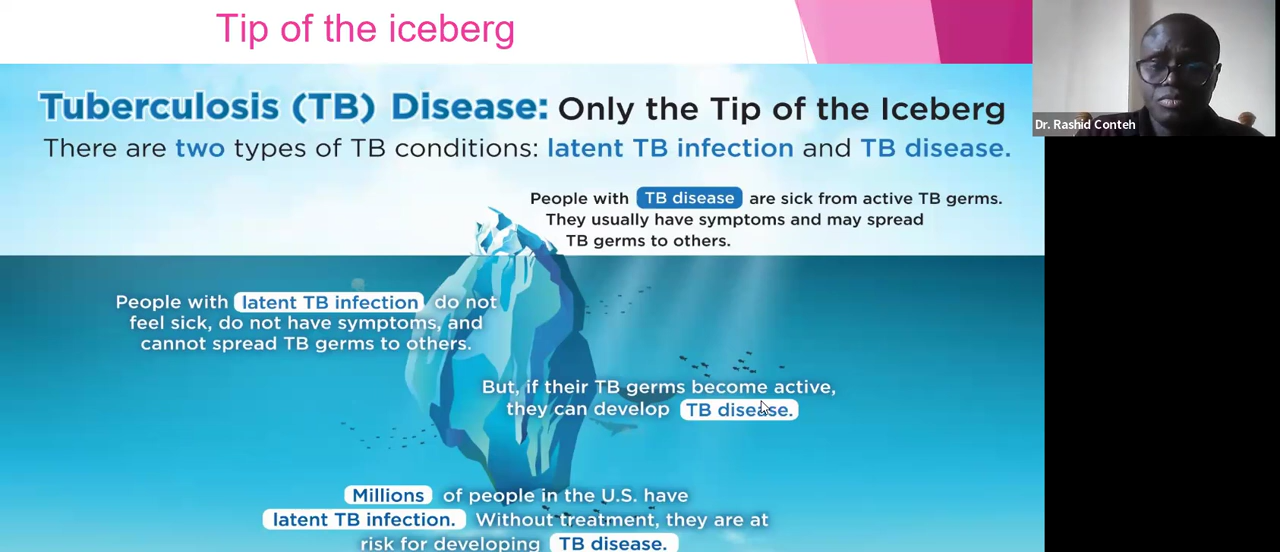 Tip of the iceberg
Tuberculosis (TB) Disease: Only the Tip of the Iceberg
There are two types of TB conditions: latent TB infection and TB disease.
People with TB disease are sick from active TB germs.
They usually have symptoms and may spread
TB germs to others.
People with latent TB infection do not
feel sick, do not have symptoms, and
cannot spread TB germs to others.
But, if their TB germs become active,
they can develop TB disease.
Millions of people in the U.S. have
latent TB infection. Without treatment, they are at
risk for developing TB disease.
Dr. Rashid Conteh